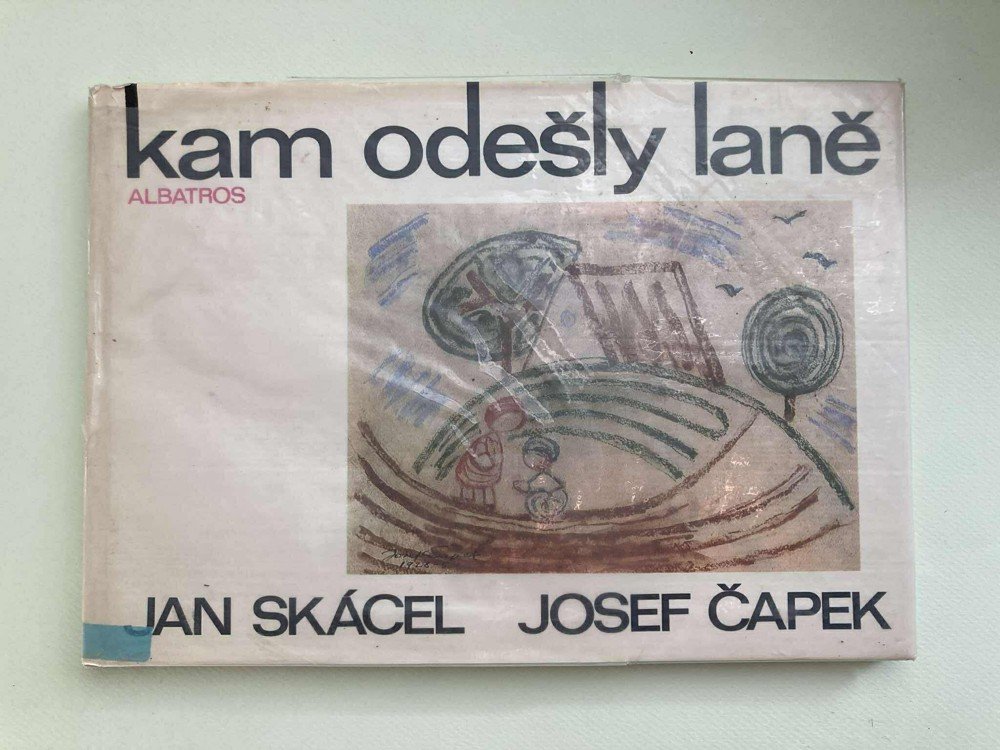 kam odešly laně
ALBATROS
JAN SKÁCEL JOSEF ČAPEK